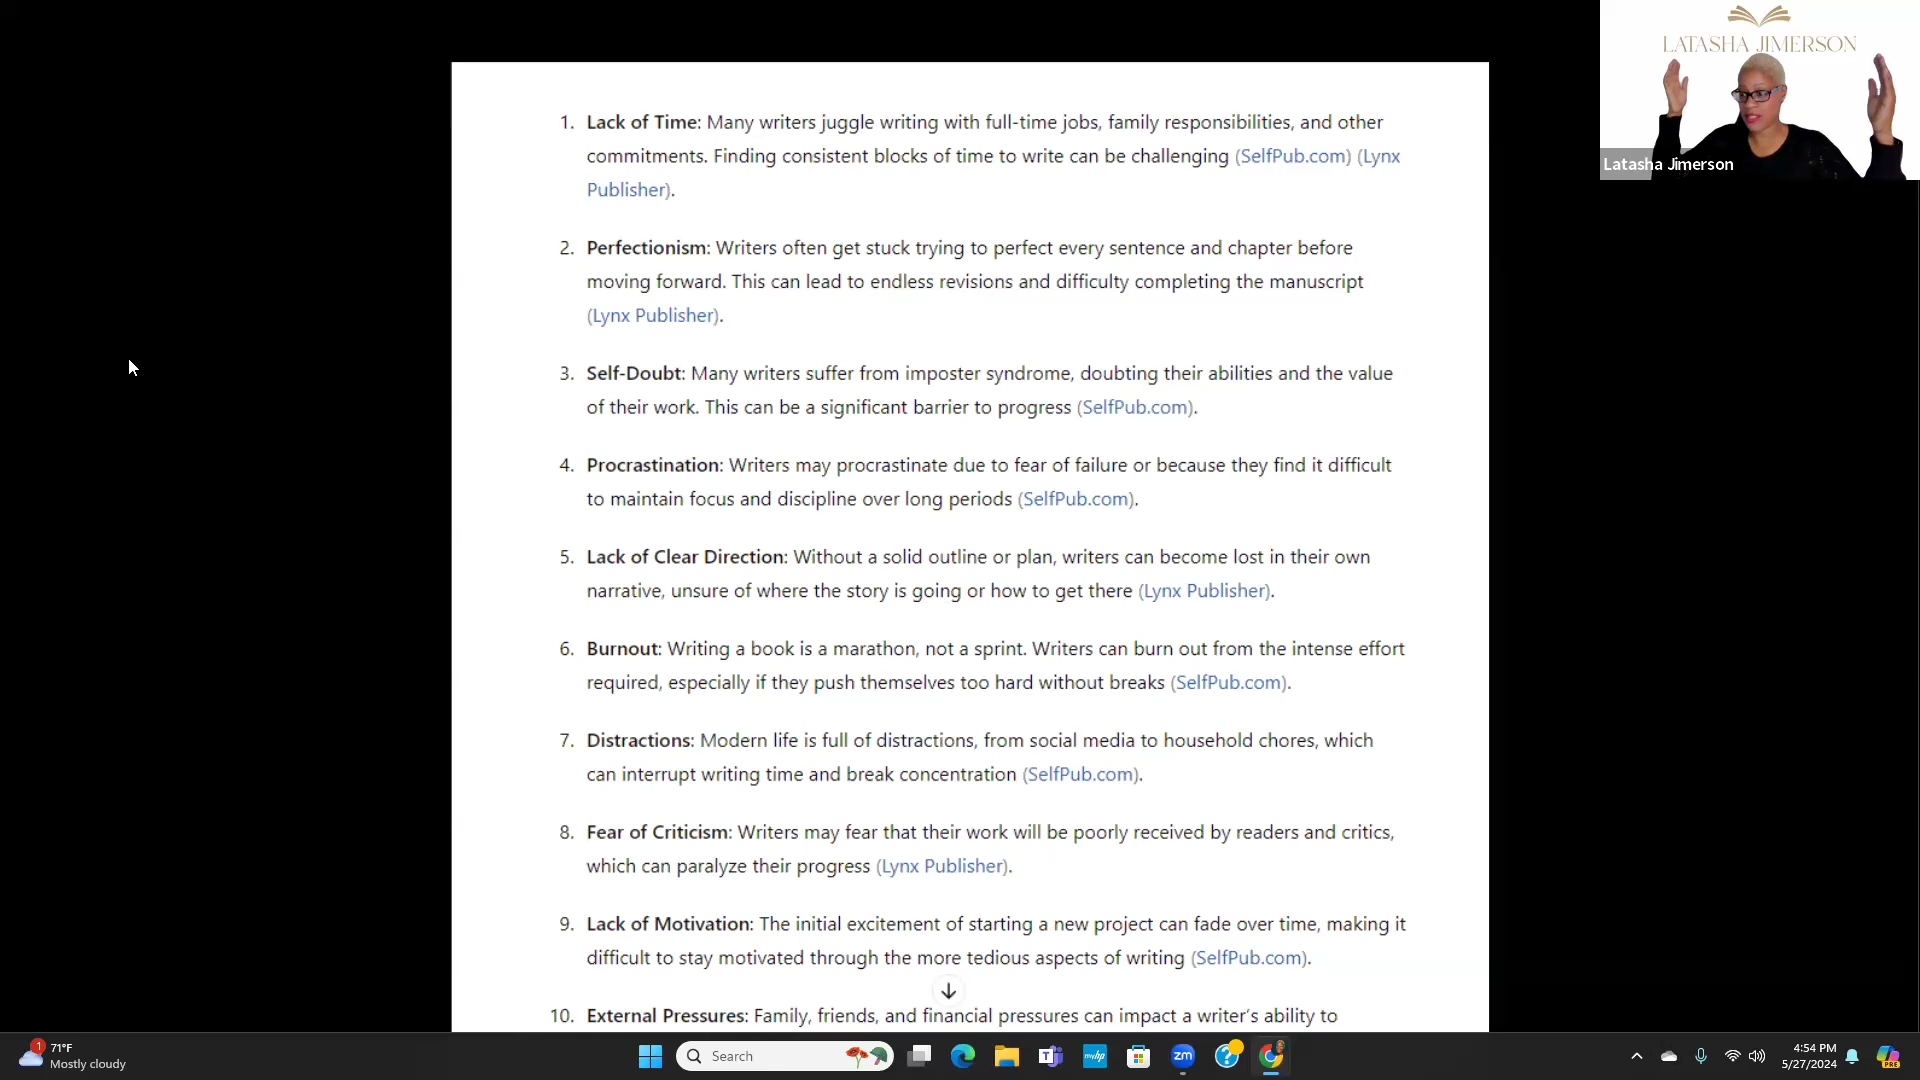 LATASHA JIMERSON
Latasha Jimerson
1. Lack of Time: Many writers juggle writing with full-time jobs, family responsibilities, and other
commitments. Finding consistent blocks of time to write can be challenging (SelfPub.com) (Lynx
Publisher).
2. Perfectionism: Writers often get stuck trying to perfect every sentence and chapter before
moving forward. This can lead to endless revisions and difficulty completing the manuscript
(Lynx Publisher).
3. Self-Doubt: Many writers suffer from imposter syndrome, doubting their abilities and the value
of their work. This can be a significant barrier to progress (SelfPub.com).
4. Procrastination: Writers may procrastinate due to fear of failure or because they find it difficult
to maintain focus and discipline over long periods (SelfPub.com).
5. Lack of Clear Direction: Without a solid outline or plan, writers can become lost in their own
narrative, unsure of where the story is going or how to get there (Lynx Publisher).
6. Burnout: Writing a book is a marathon, not a sprint. Writers can burn out from the intense effort
required, especially if they push themselves too hard without breaks (SelfPub.com).
7. Distractions: Modern life is full of distractions, from social media to household chores, which
can interrupt writing time and break concentration (SelfPub.com).
8. Fear of Criticism: Writers may fear that their work will be poorly received by readers and critics,
which can paralyze their progress (Lynx Publisher).
9. Lack of Motivation: The initial excitement of starting a new project can fade over time, making it
difficult to stay motivated through the more tedious aspects of writing (SelfPub.com).
10. External Pressures: Family, friends, and financial pressures can impact a writer's ability to
1
71°F
Mostly cloudy
Search
T
myhp
zm
?
4:54 PM
5/27/2024
PRE